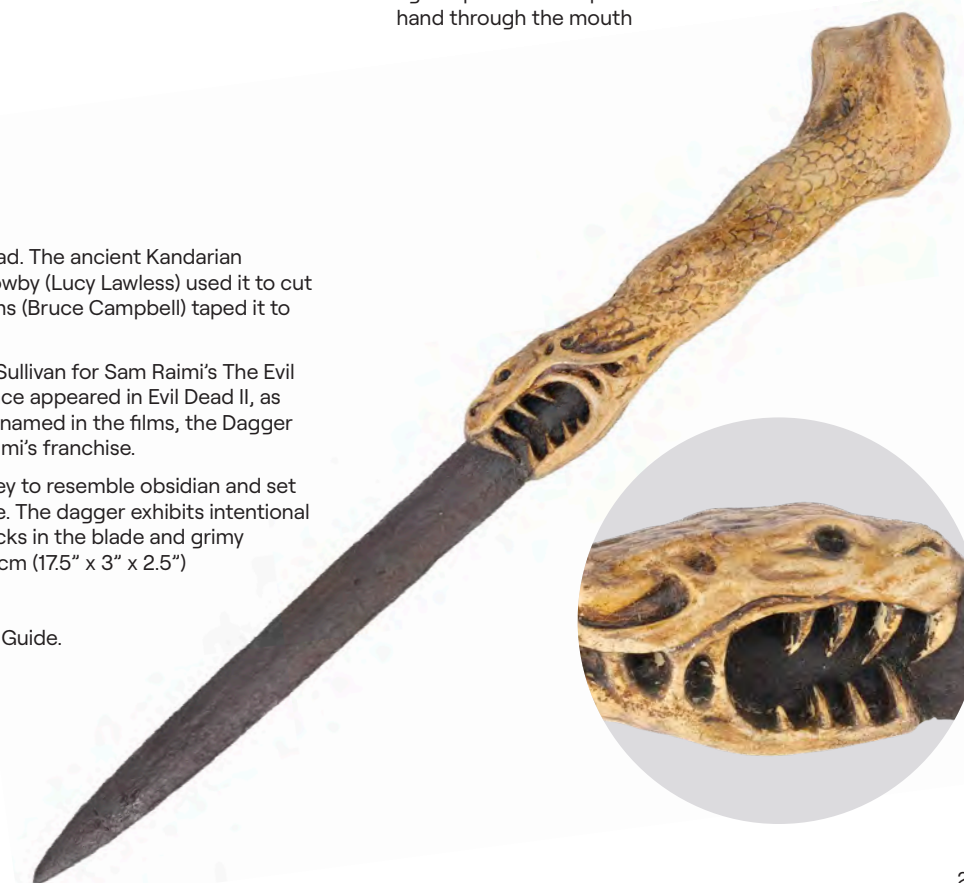 hand through the mouth
ad. The ancient Kandarian
owby (Lucy Lawless) used it to cut
ns (Bruce Campbell) taped it to
Sullivan for Sam Raimi’s The Evil
ce appeared in Evil Dead II, as
named in the films, the Dagger
mi’s franchise.
ey to resemble obsidian and set
e. The dagger exhibits intentional
cks in the blade and grimy
cm (17.5” x 3” x 2.5”)
Guide.